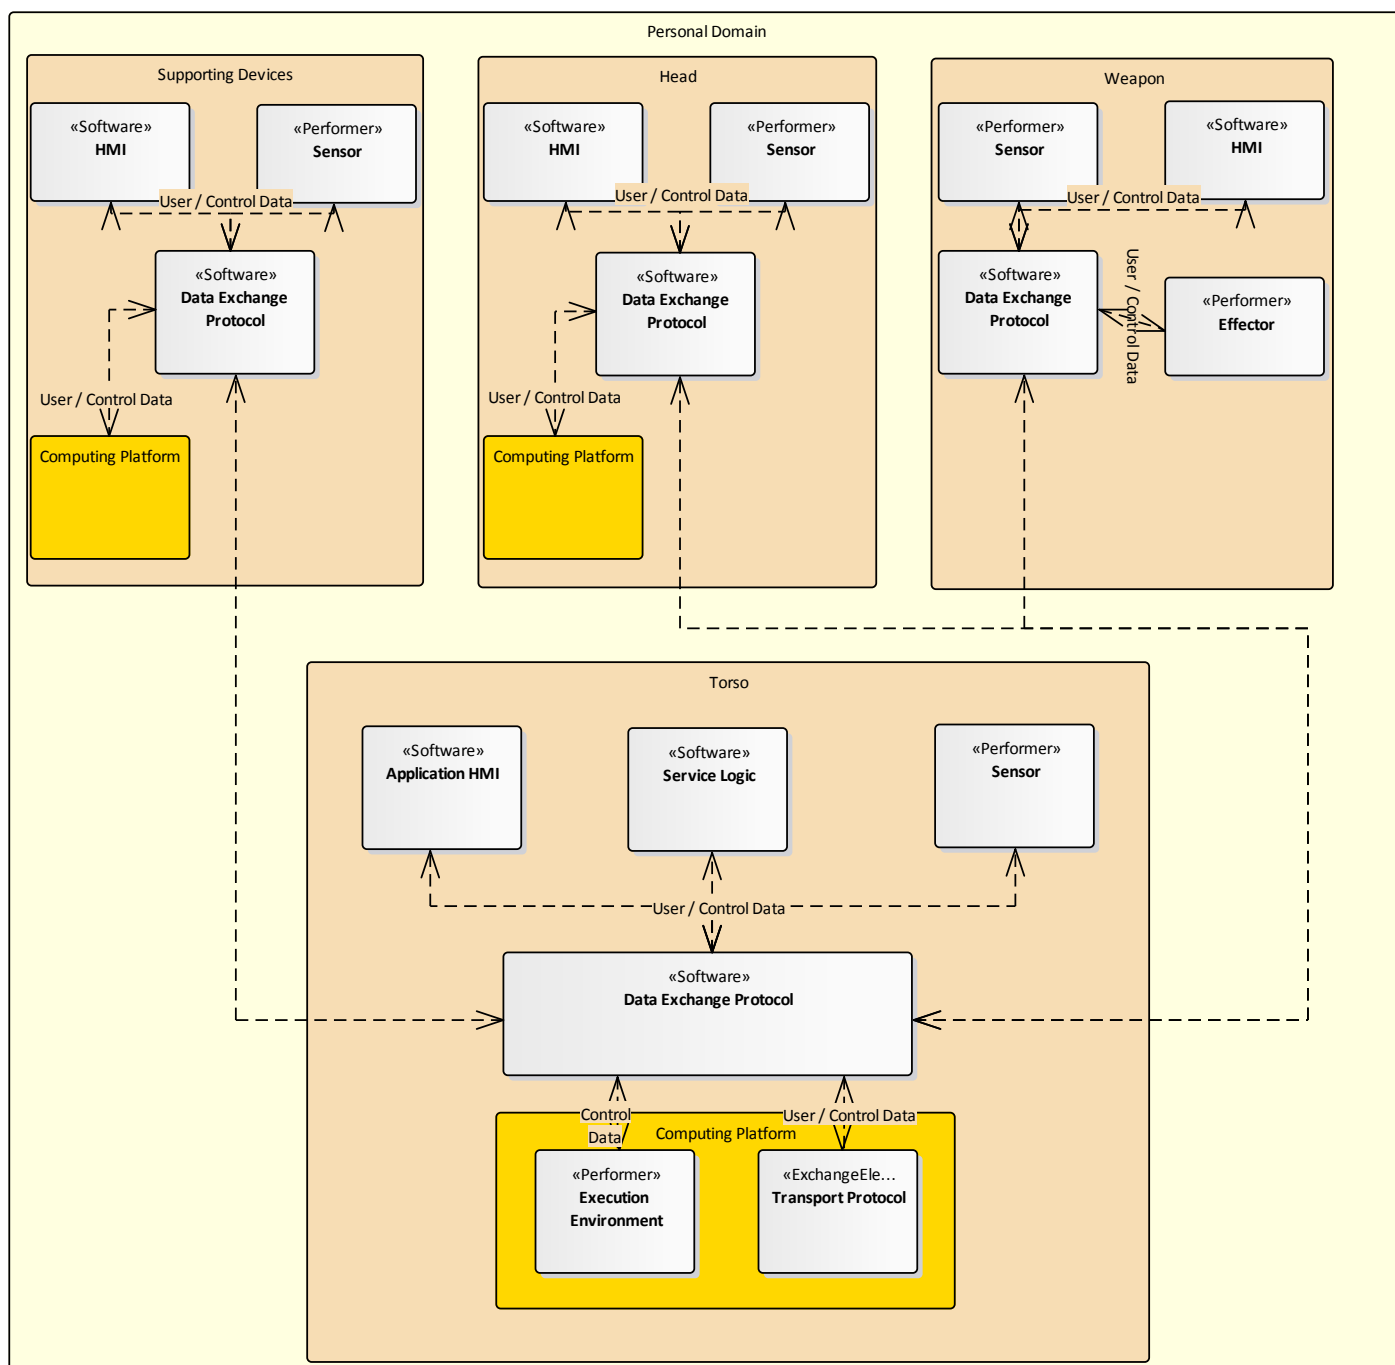 Personal Domain
Supporting Devices
«Software»
HMI
«Performer»
Sensor
User / Control Data
«Software»
Data Exchange
Protocol
User / Control Data
Computing Platform
Head
«Software»
HMI
«Performer»
Sensor
User / Control Data
«Software»
Data Exchange
Protocol
User / Control Data
Computing Platform
Weapon
«Performer»
Sensor
«Software»
HMI
User / Control Data
«Software»
Data Exchange
Protocol
User / Control Data
«Performer»
Effector
Torso
«Software»
Application HMI
«Software»
Service Logic
«Performer»
Sensor
User / Control Data
«Software»
Data Exchange Protocol
Control
Data
User / Control Data
Computing Platform
«Performer»
Execution
Environment
«ExchangeEle…
Transport Protocol